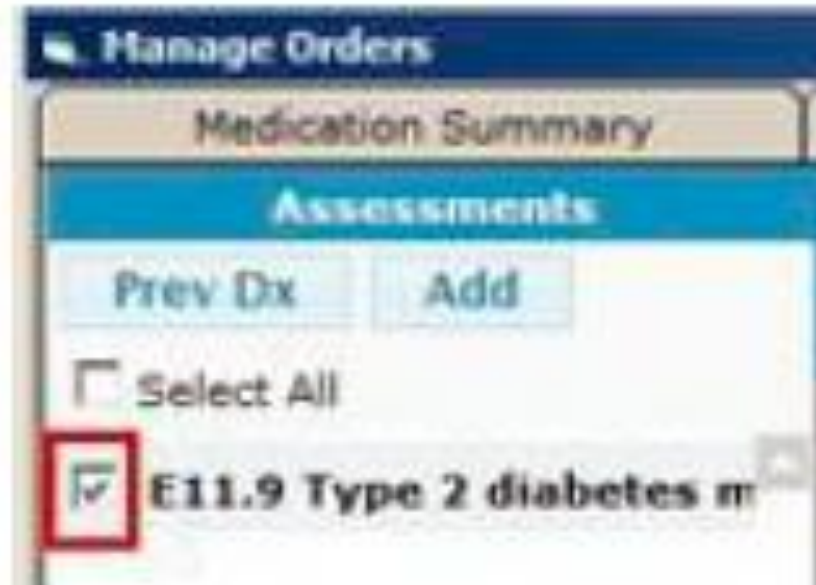 Manage Orders
Medication Summary
Assessments
Prev Dx Add
Select All
E11.9 Type 2 diabetes m